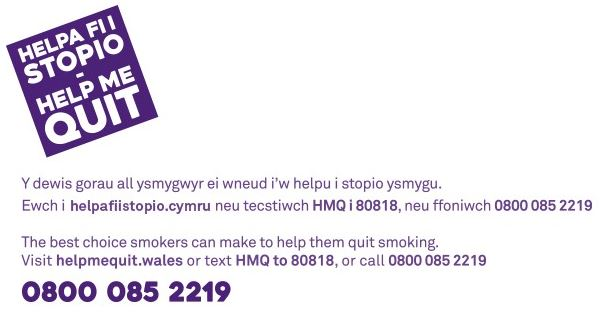 HELPA FI I
STOPIO
-
HELP ME
QUIT
Y dewis gorau all ysmygwyr ei wneud i'w helpu i stopio ysmygu.
Ewch i helpafiistopio.cymru neu tecstiwch HMQ i 80818, neu ffoniwch 0800 085 2219
The best choice smokers can make to help them quit smoking.
Visit helpmequit.wales or text HMQ to 80818, or call 0800 085 2219
0800 085 2219